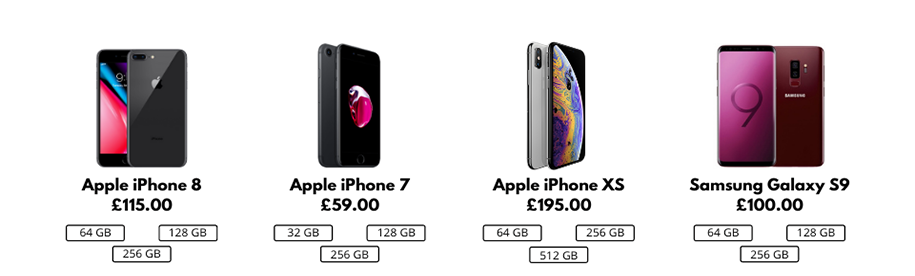 Apple iPhone 8
£115.00
64 GB
128 GB
256 GB
Apple iPhone 7
£59.00
32 GB
128 GB
256 GB
Apple iPhone XS
£195.00
64 GB
256 GB
512 GB
9
SAMSUNG
Samsung Galaxy S9
£100.00
64 GB
128 GB
256 GB